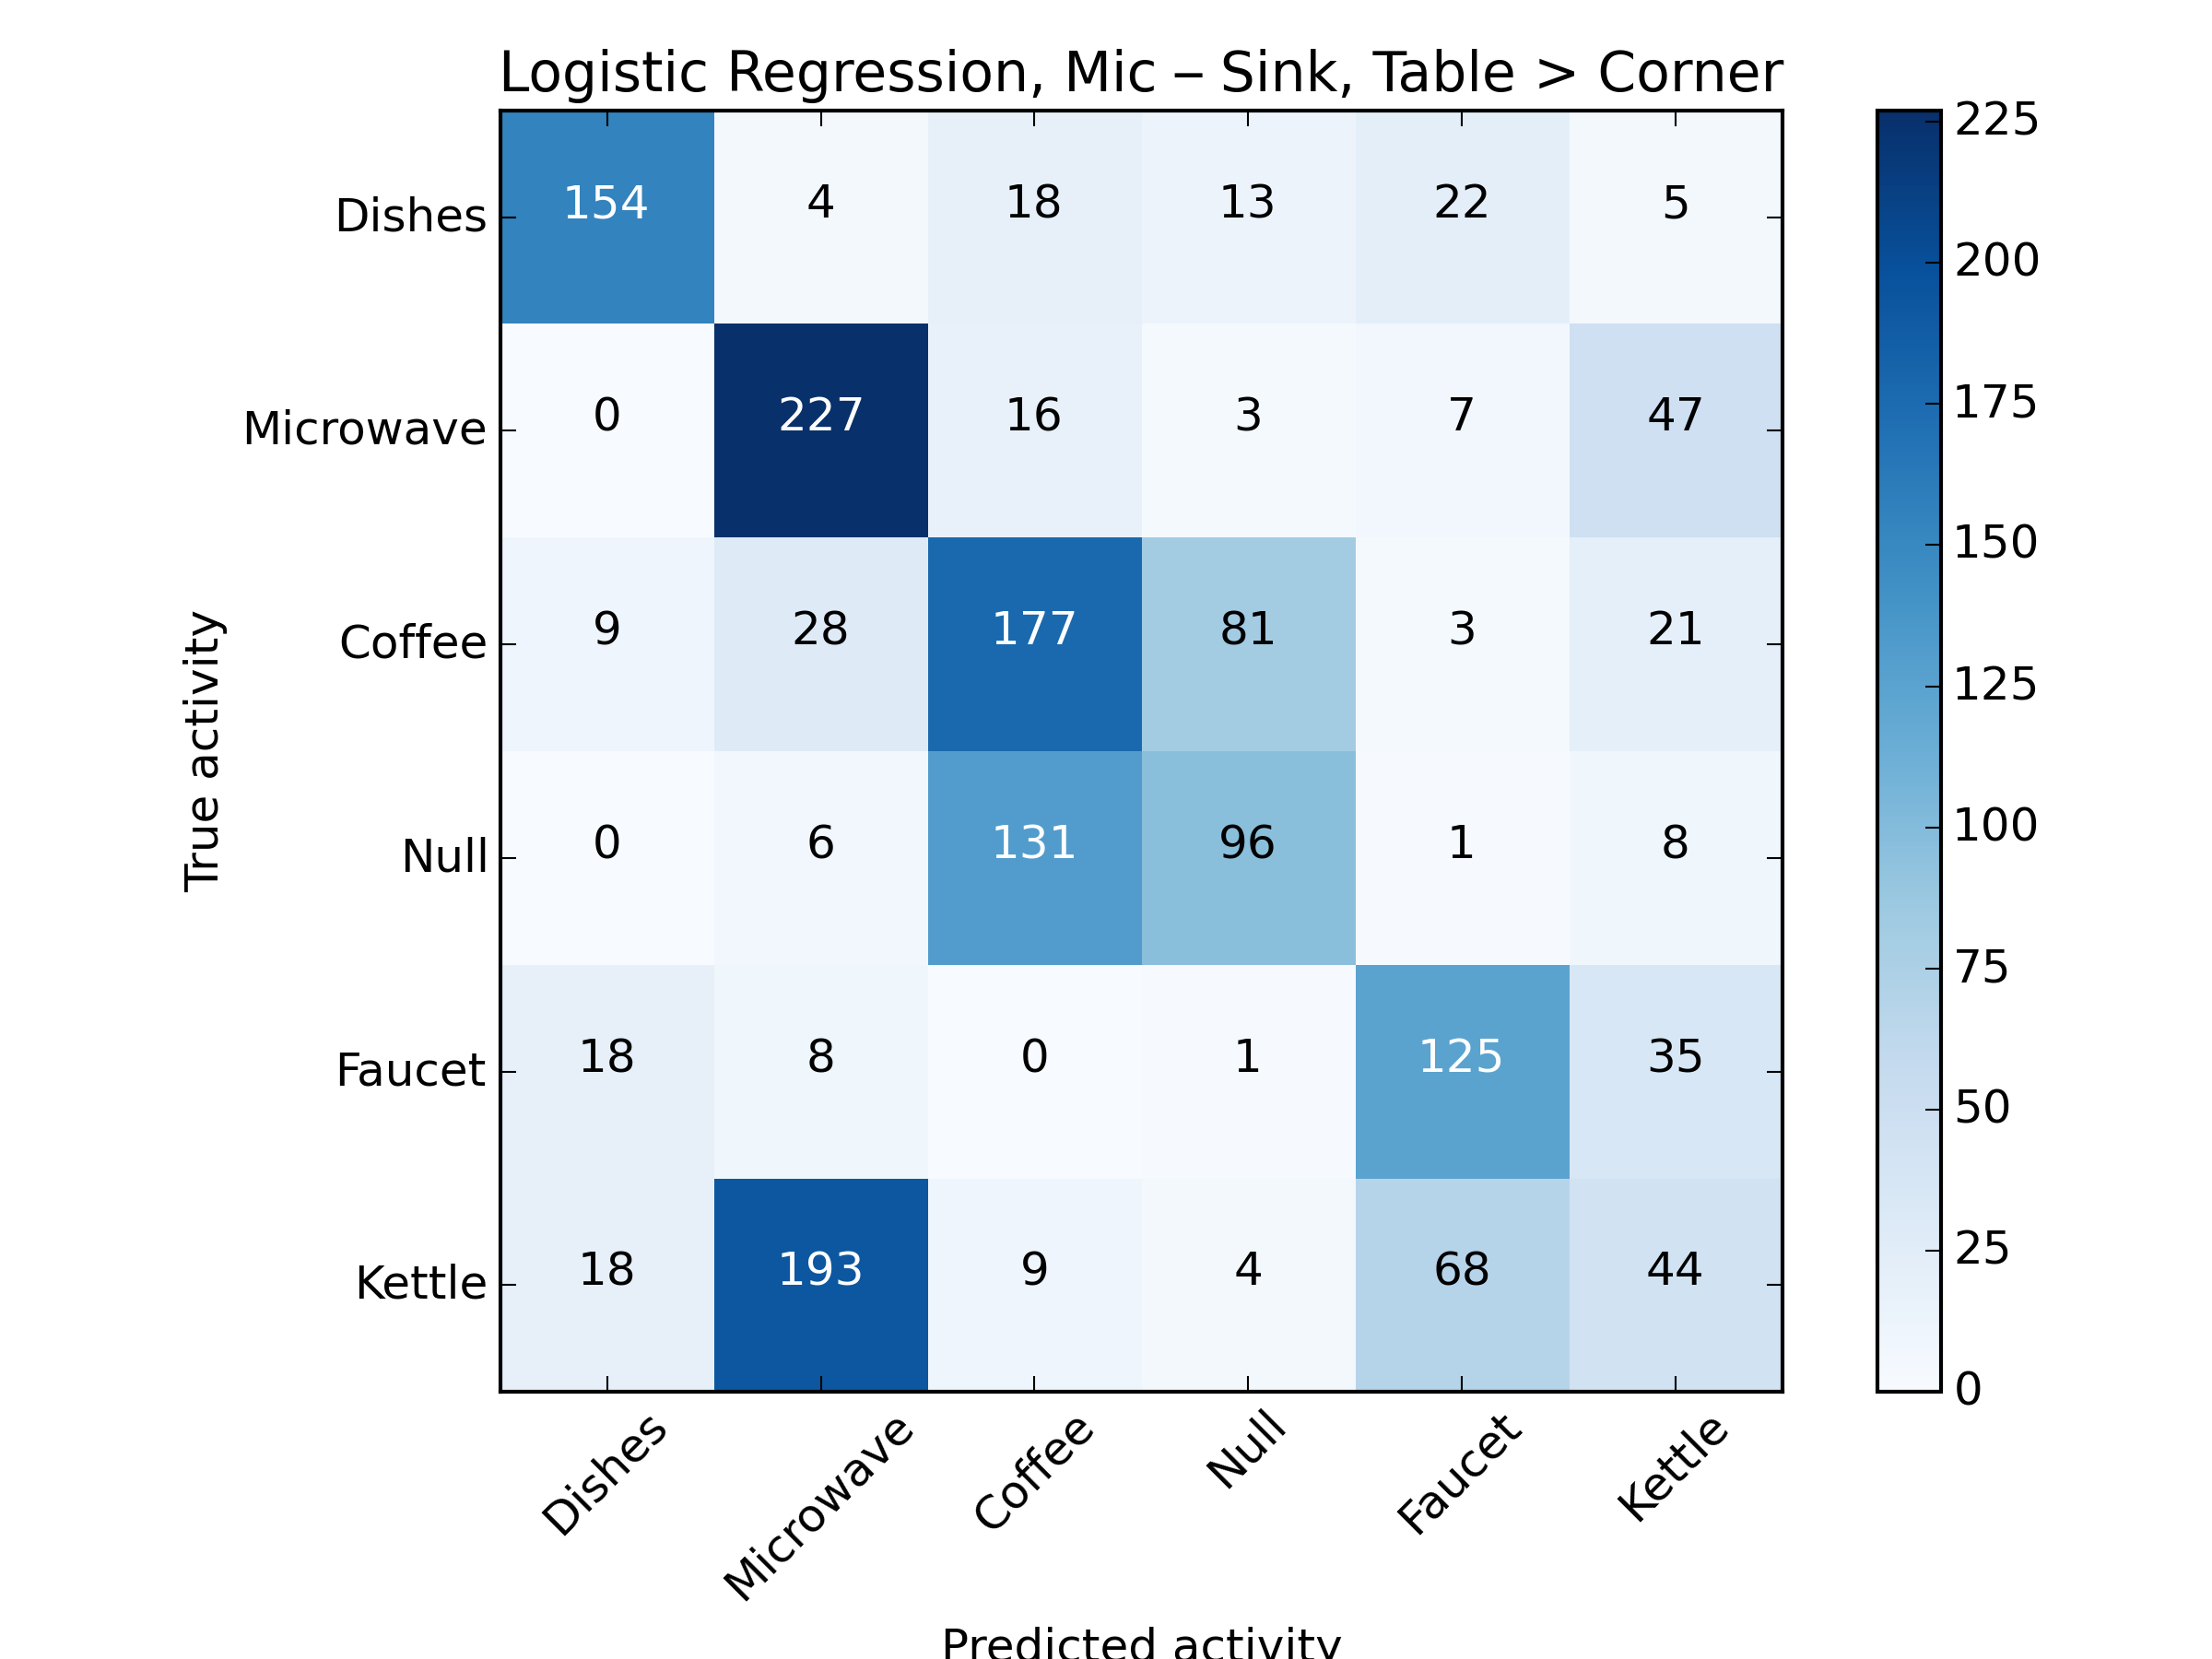 Logistic Regression, Mic – Sink, Table > Corner
Dishes 154 4 18 13 22 5
Microwave 0 227 16 3 7 47
Coffee 9 28 177 81 3 21
Null 0 6 131 96 1 8
Faucet 18 8 0 1 125 35
Kettle 18 193 9 4 68 44
True activity
Dishes Microwave Coffee Null Faucet Kettle
Predicted activity
225
200
175
150
125
100
75
50
25
0